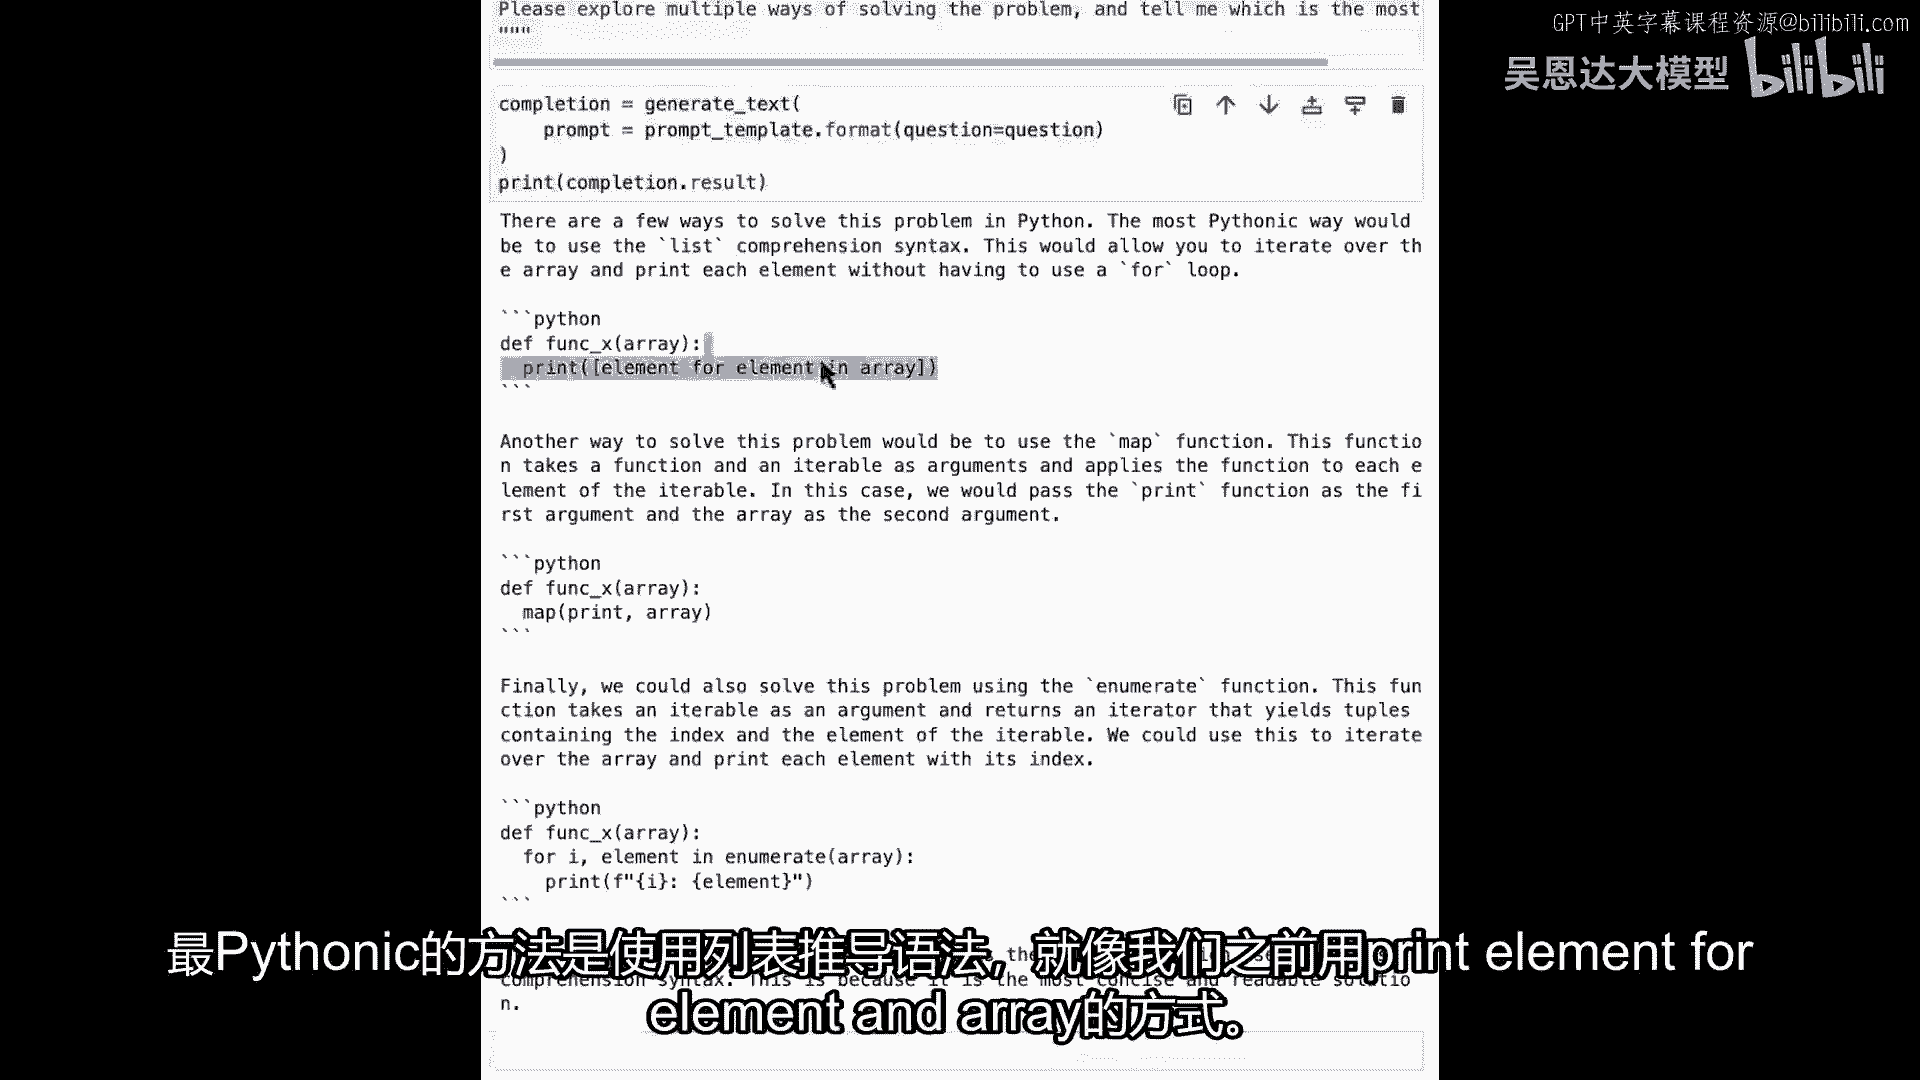 GPT中英字幕课程资源@bilibili.com
吴恩达大模型 bilibili
Please explore multiple ways of solving the problem, and tell me which is the most
"""
completion = generate_text(
    prompt = prompt_template.format(question=question)
)
print(completion.result)
There are a few ways to solve this problem in Python. The most Pythonic way would
be to use the `list` comprehension syntax. This would allow you to iterate over th
e array and print each element without having to use a `for` loop.
```python
def func_x(array):
  print([element for element in array])
```
Another way to solve this problem would be to use the `map` function. This functio
n takes a function and an iterable as arguments and applies the function to each e
lement of the iterable. In this case, we would pass the `print` function as the fi
rst argument and the array as the second argument.
```python
def func_x(array):
  map(print, array)
```
Finally, we could also solve this problem using the `enumerate` function. This fun
ction takes an iterable as an argument and returns an iterator that yields tuples
containing the index and the element of the iterable. We could use this to iterate
over the array and print each element with its index.
```python
def func_x(array):
  for i, element in enumerate(array):
    print(f"{i}: {element}")
```
comprehension syntax. This is because it is the most concise and readable solutio
n.
最Pythonic的方法是使用列表推导语法，就像我们之前用print element for
element and array的方式。